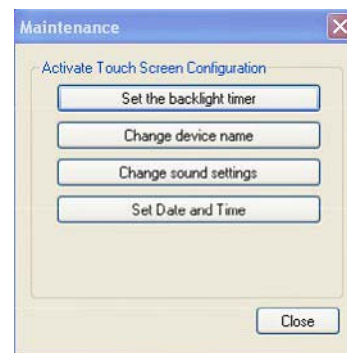 Maintenance
Activate Touch Screen Configuration
Set the backlight timer
Change device name
Change sound settings
Set Date and Time
Close